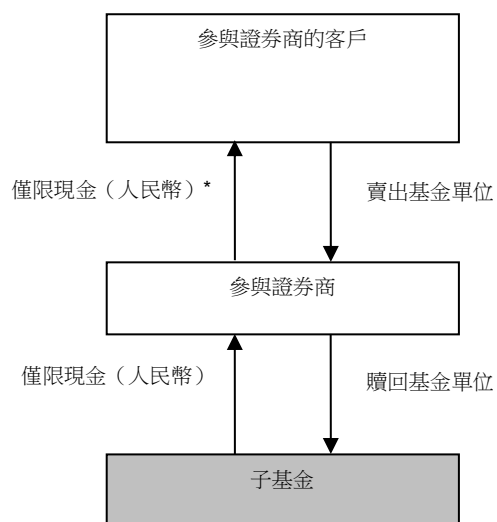 參與證券商的客戶
僅限現金（人民幣）*
賣出基金單位
參與證券商
僅限現金（人民幣）
贖回基金單位
子基金